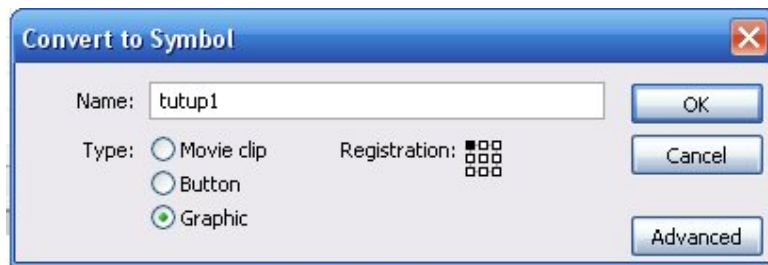 Convert to Symbol
Name: tutup1 OK
Type: Movie clip Registration: Cancel
Button
Graphic
Advanced